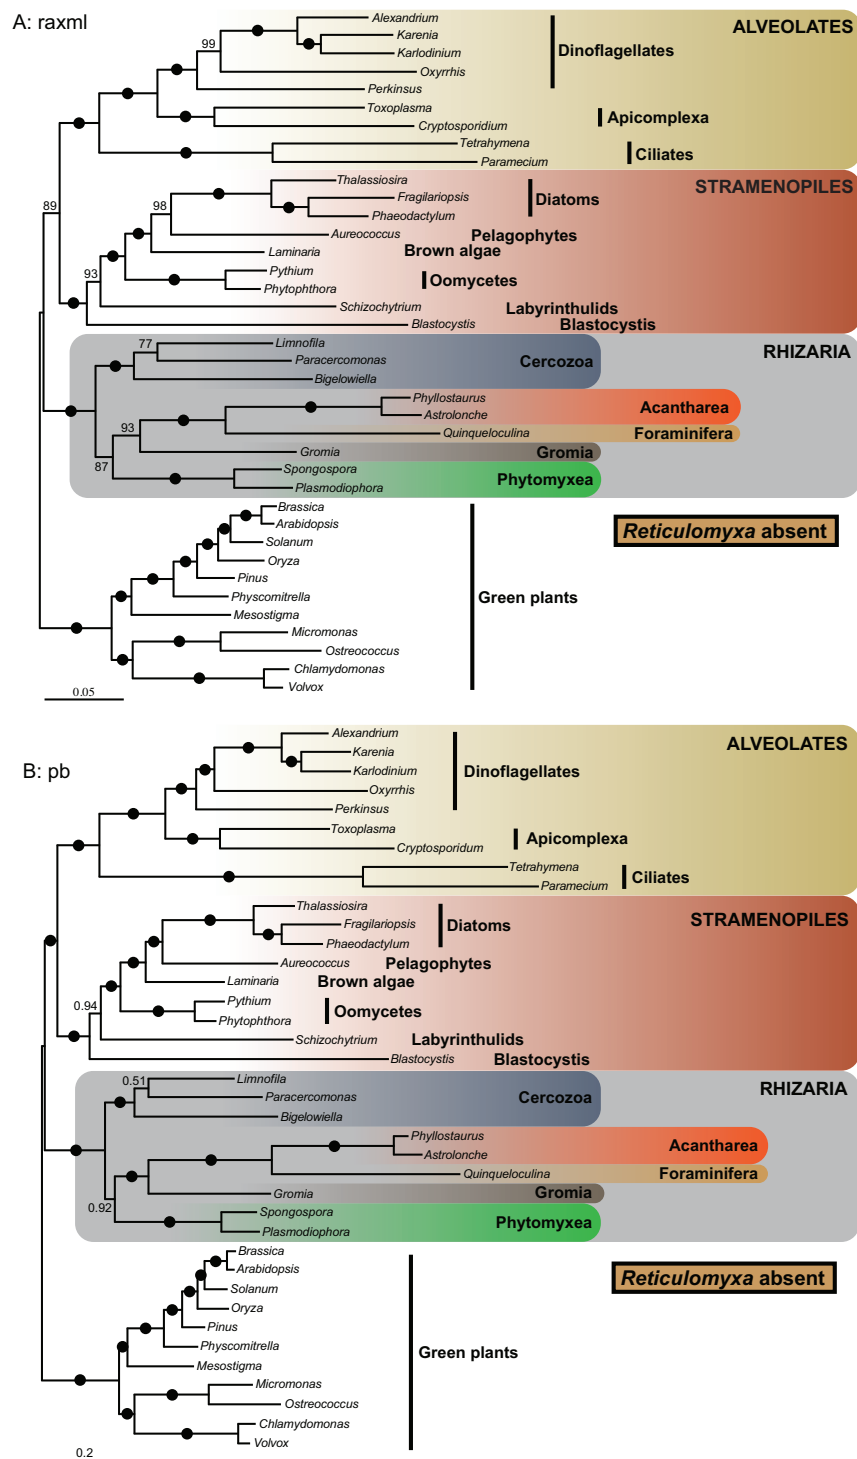 A: raxml
ALVEOLATES
Alexandrium
Karenia
Karlodinium
Dinoflagellates
99
Oxyrrhis
Perkinsus
Toxoplasma
Apicomplexa
Cryptosporidium
Tetrahymena
Ciliates
Paramecium
Thalassiosira
STRAMENOPILES
Fragilariopsis
Diatoms
98
Phaeodactylum
89
Aureococcus
Pelagophytes
Laminaria
Brown algae
93
Pythium
Oomycetes
Phytophthora
Schizochytrium
Labyrinthulids
Blastocystis
Blastocystis
77
Limnofila
RHIZARIA
Paracercomonas
Cercozoa
Bigelowiella
Phyllostaurus
Acantharea
Astrolonche
93
Quinqueloculina
Foraminifera
Gromia
Gromia
87
Spongospora
Phytomyxea
Plasmodiophora
Brassica
Arabidopsis
Reticulomyxa absent
Solanum
Oryza
Pinus
Physcomitrella
Green plants
Mesostigma
Micromonas
Ostreococcus
Chlamydomonas
Volvox
0.05
B: pb
ALVEOLATES
Alexandrium
Karenia
Karlodinium
Dinoflagellates
Oxyrrhis
Perkinsus
Toxoplasma
Apicomplexa
Cryptosporidum
Tetrahymena
Ciliates
Paramecium
Thalassiosira
STRAMENOPILES
Fragilariopsis
Diatoms
Phaeodactylum
Aureococcus
Pelagophytes
Laminaria
Brown algae
0.94
Pythium
Oomycetes
Phytophthora
Schizochytrium
Labyrinthulids
Blastocystis
Blastocystis
0.51
Limnofila
RHIZARIA
Paracercomonas
Cercozoa
Bigelowiella
Phyllostaurus
Acantharea
Astrolonche
Quinqueloculina
Foraminifera
Gromia
Gromia
0.92
Spongospora
Phytomyxea
Plasmodiophora
Brassica
Arabidopsis
Reticulomyxa absent
Solanum
Oryza
Pinus
Physcomitrella
Green plants
Mesostigma
Micromonas
Ostreococcus
Chlamydomonas
Volvox
0.2